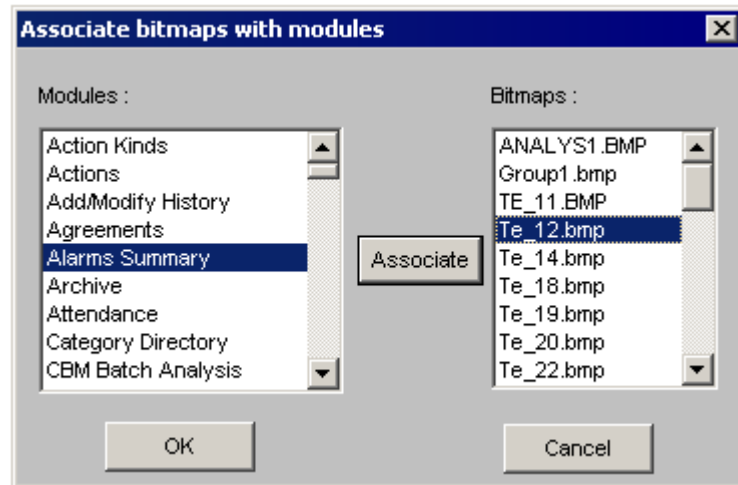 Associate bitmaps with modules
Modules :
Action Kinds
Actions
Add/Modify History
Agreements
Alarms Summary
Archive
Attendance
Category Directory
CBM Batch Analysis
Associate
Bitmaps :
ANALYS1.BMP
Group1.bmp
TE_11.BMP
Te_12.bmp
Te_14.bmp
Te_18.bmp
Te_19.bmp
Te_20.bmp
Te_22.bmp
OK
Cancel